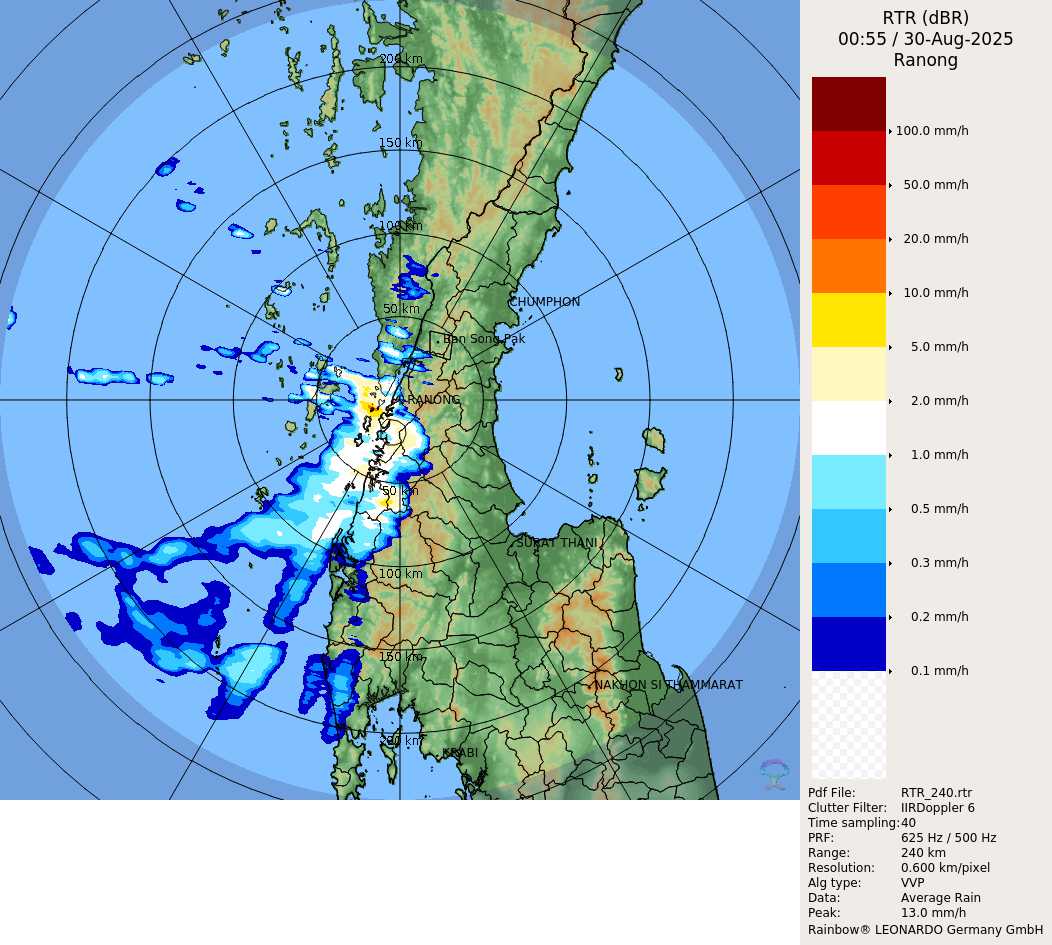 RTR (dBR)
00:55 / 30-Aug-2025
Ranong
100.0 mm/h
50.0 mm/h
20.0 mm/h
10.0 mm/h
5.0 mm/h
2.0 mm/h
1.0 mm/h
0.5 mm/h
0.3 mm/h
0.2 mm/h
0.1 mm/h
200 km
150 km
100 km
50 km
CHUMPHON
Ban Song Pak
RANONG
50 km
SURAT THANI
100 km
150 km
NAKHON SI THAMMARAT
200 km
KRABI
Pdf File: RTR_240.rtr
Clutter Filter: IIRDoppler 6
Time sampling:40
PRF: 625 Hz / 500 Hz
Range: 240 km
Resolution: 0.600 km/pixel
Alg type: VVP
Data: Average Rain
Peak: 13.0 mm/h
Rainbow® LEONARDO Germany GmbH